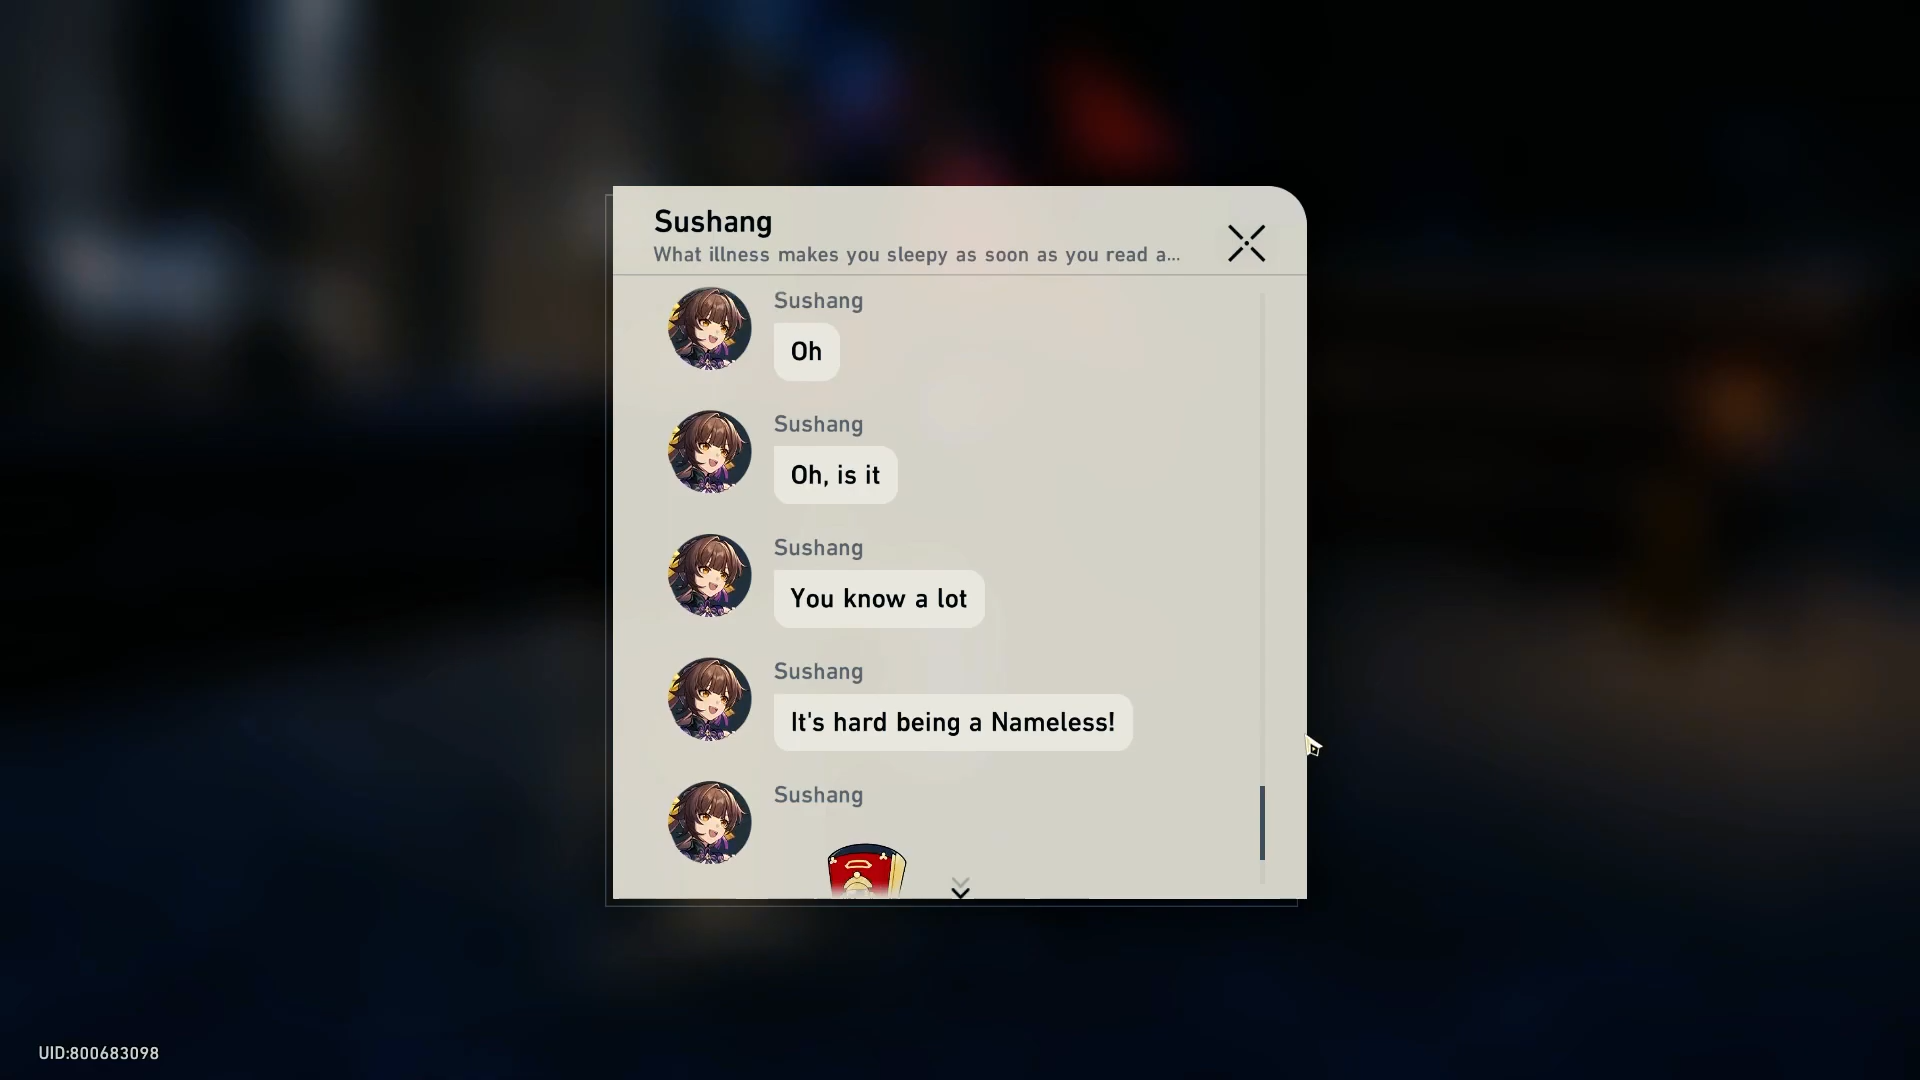 Sushang
What illness makes you sleepy as soon as you read a...
Sushang
Oh
Sushang
Oh, is it
Sushang
You know a lot
Sushang
It's hard being a Nameless!
Sushang
UID:800683098